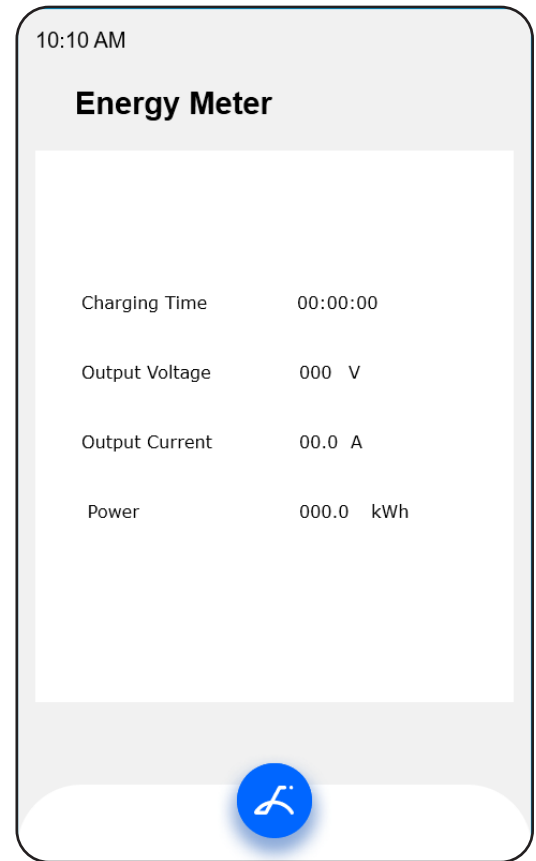 10:10 AM
Energy Meter
Charging Time 00:00:00
Output Voltage 000 V
Output Current 00.0 A
Power 000.0 kWh